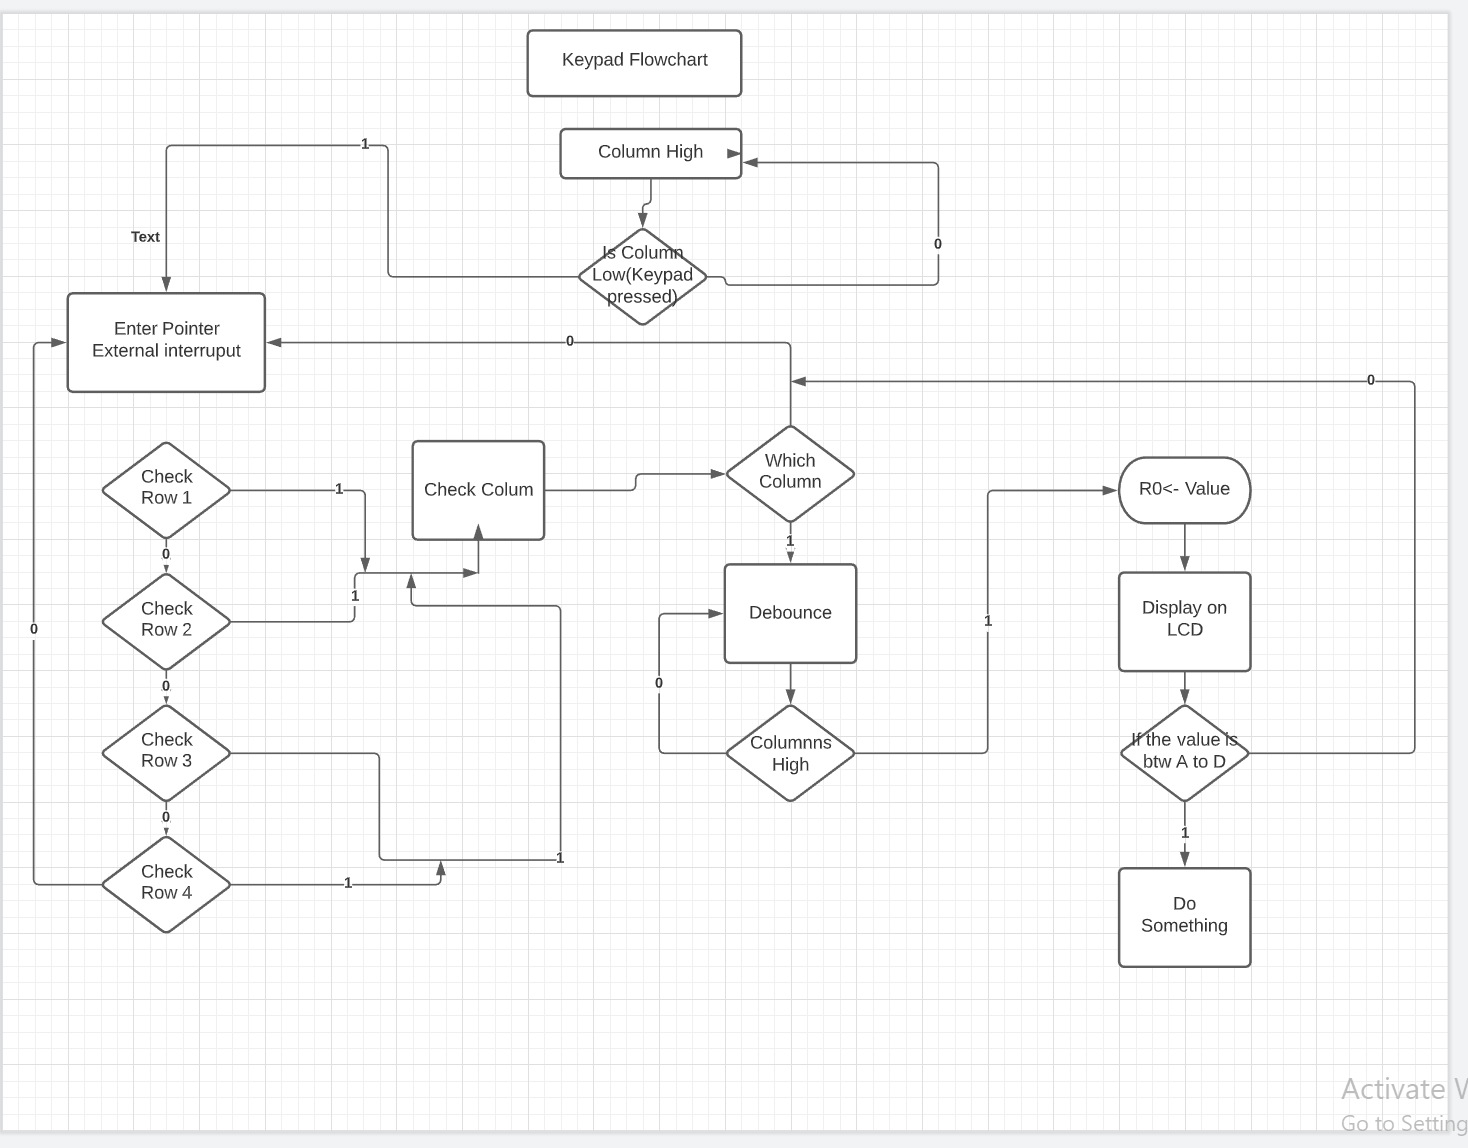 Keypad Flowchart
Column High
1
Text
0
Is Column
Low(Keypad
pressed)
Enter Pointer
External interruput
0
0
Check
Row 1
1
Check Colum
Which
Column
R0<- Value
0
1
Check
Row 2
1
Debounce
1
Display on
LCD
0
0
0
Check
Row 3
Columnns
High
If the value is
btw A to D
0
1
1
Check
Row 4
1
Do
Something
Activate W
Go to Setting